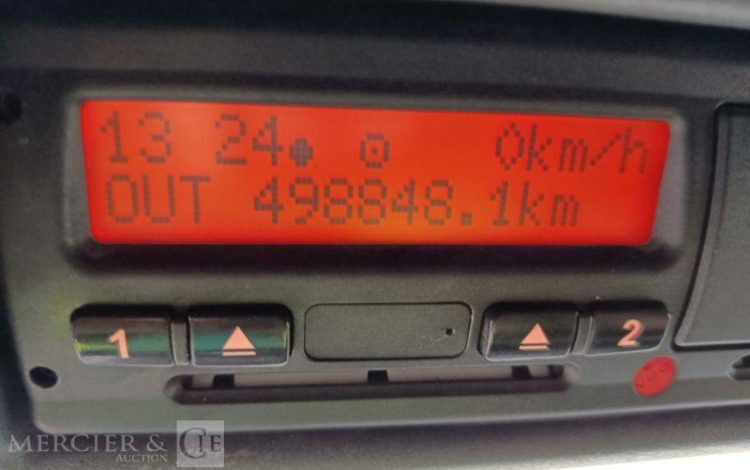 13 24 0km/h
OUT 498848.1km
1 2
MERCIER & CIE
AUCTION